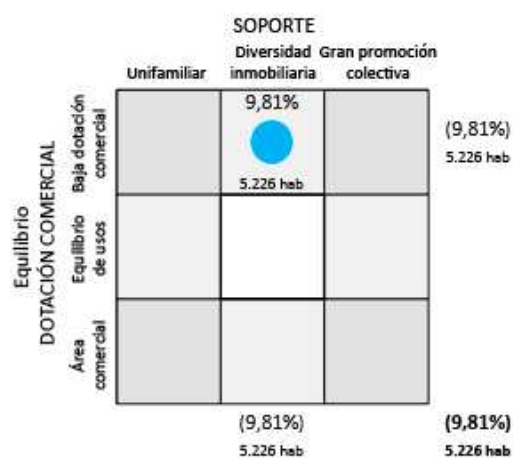 SOPORTE
Unifamiliar
Diversidad
inmobiliaria
Gran promoción
colectiva
Equilibrio
DOTACIÓN COMERCIAL
Baja dotación
comercial
9,81%
5.226 hab
(9,81%)
5.226 hab
Equilibrio
de usos
Área
comercial
(9,81%)
5.226 hab
(9,81%)
5.226 hab